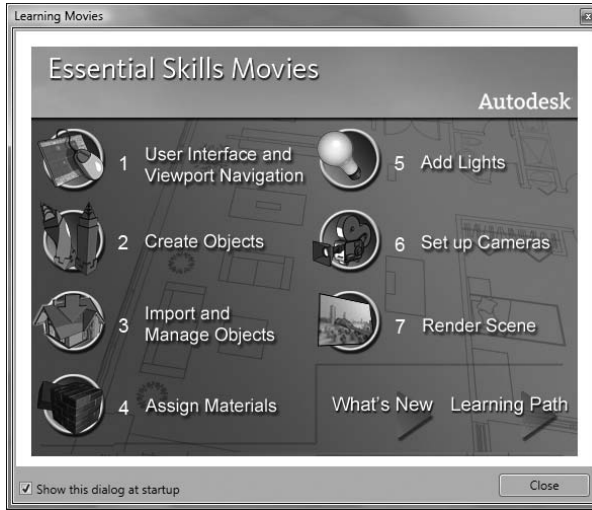 Learning Movies
Essential Skills Movies
Autodesk
1 User Interface and
Viewport Navigation
2 Create Objects
3 Import and
Manage Objects
4 Assign Materials
5 Add Lights
6 Set up Cameras
7 Render Scene
What's New Learning Path
Show this dialog at startup
Close